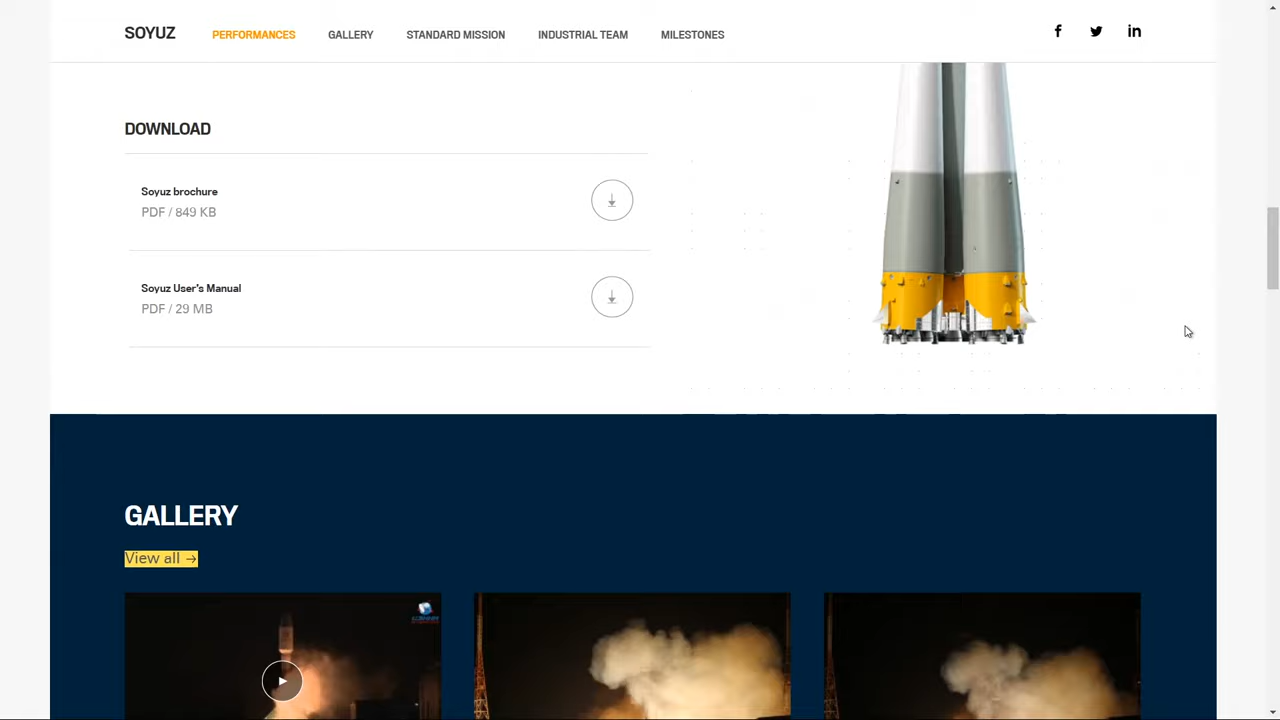 SOYUZ PERFORMANCES GALLERY STANDARD MISSION INDUSTRIAL TEAM MILESTONES f in
DOWNLOAD
Soyuz brochure
PDF / 849 KB
Soyuz User's Manual
PDF / 29 MB
GALLERY
View all →